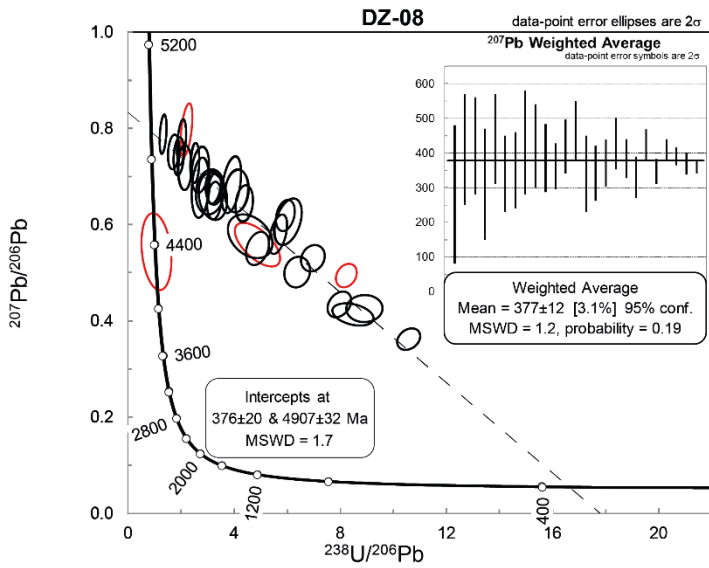 DZ-08
data-point error ellipses are 2σ
1.0
0.8
0.6
0.4
0.2
0.0
²⁰⁷Pb/²⁰⁶Pb
5200
4400
3600
2800
2000
1200
400
²⁰⁷Pb Weighted Average
data-point error symbols are 2σ
600
500
400
300
200
100
0
Weighted Average
Mean = 377±12 [3.1%] 95% conf.
MSWD = 1.2, probability = 0.19
Intercepts at
376±20 & 4907±32 Ma
MSWD = 1.7
0 4 8 12 16 20
²³⁸U/²⁰⁶Pb